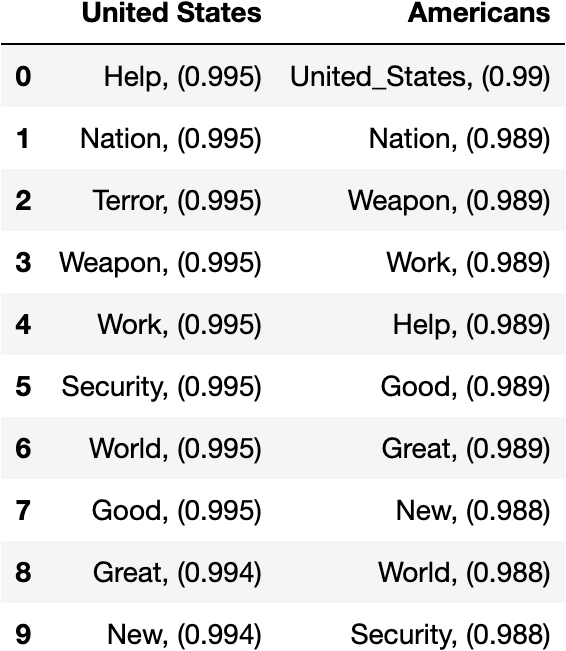 United States Americans
0 Help, (0.995) United_States, (0.99)
1 Nation, (0.995) Nation, (0.989)
2 Terror, (0.995) Weapon, (0.989)
3 Weapon, (0.995) Work, (0.989)
4 Work, (0.995) Help, (0.989)
5 Security, (0.995) Good, (0.989)
6 World, (0.995) Great, (0.989)
7 Good, (0.995) New, (0.988)
8 Great, (0.994) World, (0.988)
9 New, (0.994) Security, (0.988)